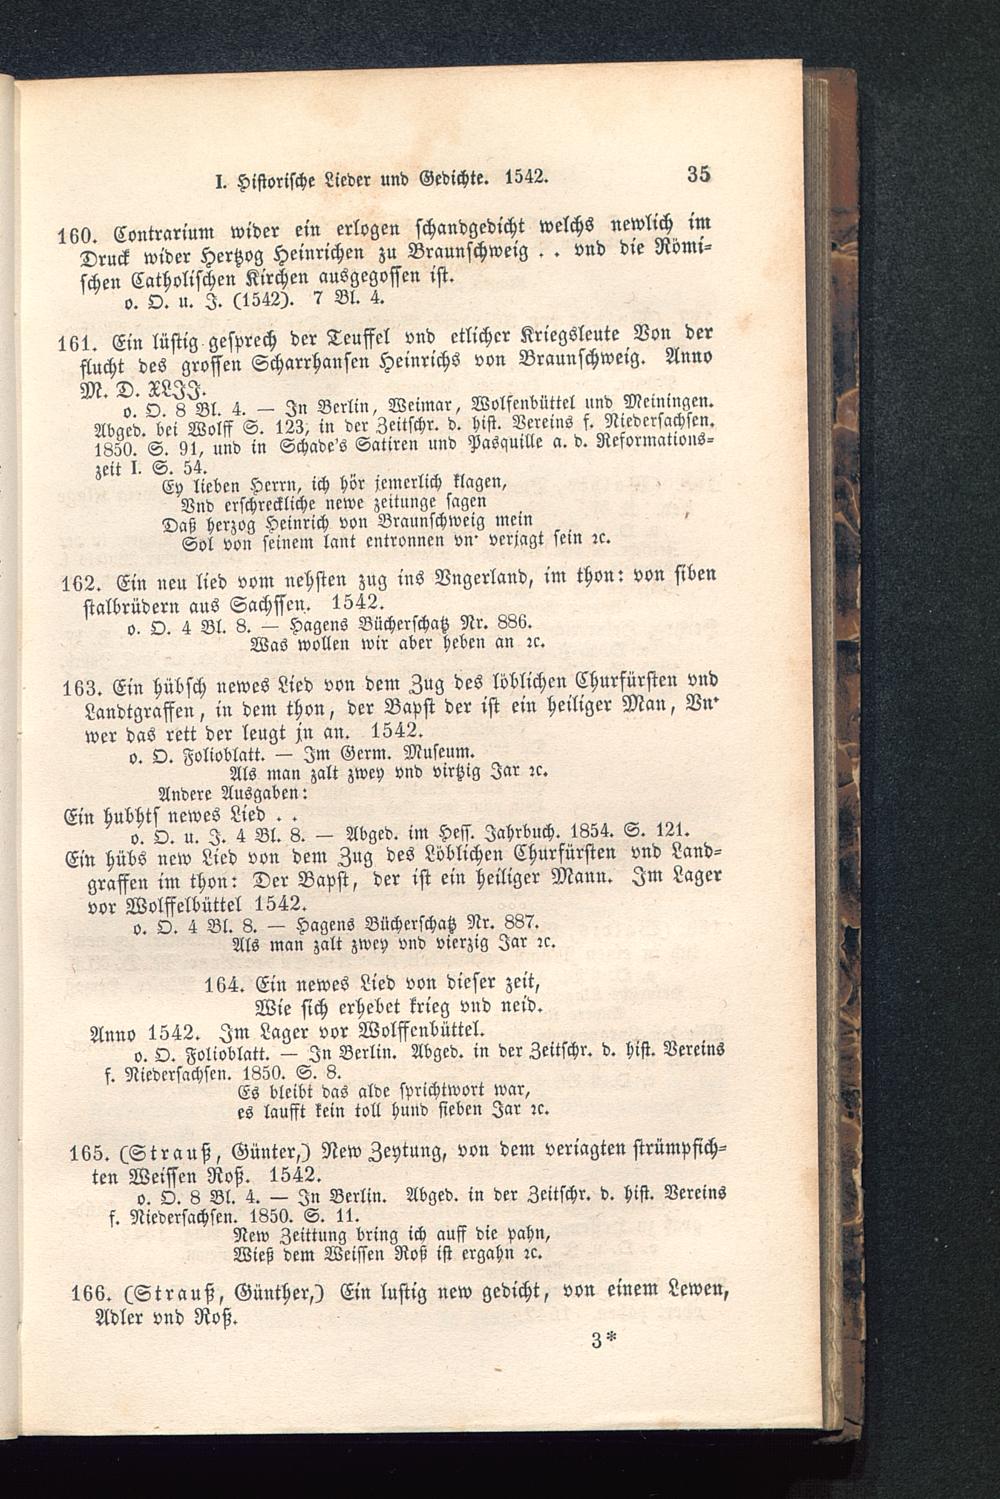 I. Historische Lieder und Gedichte. 1542. 35
160. Contrarium wider ein erlogen schandgedicht welchs newlich im
Druck wider Hertzog Heinrichen zu Braunschweig . . vnd die Römi-
schen Catholischen Kirchen ausgegossen ist.
o. O. u. J. (1542). 7 Bl. 4.
161. Ein lüstig gesprech der Teuffel vnd etlicher Kriegsleute Von der
flucht des grossen Scharrhansen Heinrichs von Braunschweig. Anno
M. D. XLJJ.
o. O. 8 Bl. 4. — In Berlin, Weimar, Wolfenbüttel und Meiningen.
Abged. bei Wolff S. 123, in der Zeitschr. d. hist. Vereins f. Niedersachsen.
1850. S. 91, und in Schade's Satiren und Pasquille a. d. Reformations-
zeit I. S. 54.
Ey lieben Herrn, ich hör jemerlich klagen,
Vnd erschreckliche newe zeitunge sagen
Daß herzog Heinrich von Braunschweig mein
Sol von seinem lant entronnen vn' verjagt sein ꝛc.
162. Ein neu lied vom nehsten zug ins Vngerland, im thon: von siben
stalbrüdern aus Sachssen. 1542.
o. O. 4 Bl. 8. — Hagens Bücherschatz Nr. 886.
Was wollen wir aber heben an ꝛc.
163. Ein hübsch newes Lied von dem Zug des löblichen Churfürsten vnd
Landtgraffen, in dem thon, der Bapst der ist ein heiliger Man, Vn'
wer das rett der leugt jn an. 1542.
o. O. Folioblatt. — Im Germ. Museum.
Als man zalt zwey vnd virtzig Jar ꝛc.
Andere Ausgaben:
Ein hubhts newes Lied . .
o. O. u. J. 4 Bl. 8. — Abged. im Hess. Jahrbuch. 1854. S. 121.
Ein hübs new Lied von dem Zug des Löblichen Churfürsten vnd Land-
graffen im thon: Der Bapst, der ist ein heiliger Mann. Im Lager
vor Wolffelbüttel 1542.
o. O. 4 Bl. 8. — Hagens Bücherschatz Nr. 887.
Als man zalt zwey vnd vierzig Jar ꝛc.
164. Ein newes Lied von dieser zeit,
Wie sich erhebet krieg vnd neid.
Anno 1542. Im Lager vor Wolffenbüttel.
o. O. Folioblatt. — In Berlin. Abged. in der Zeitschr. d. hist. Vereins
f. Niedersachsen. 1850. S. 8.
Es bleibt das alde sprichtwort war,
es laufft kein toll hund sieben Jar ꝛc.
165. (Strauß, Günter,) New Zeytung, von dem veriagten strümpfich-
ten Weissen Roß. 1542.
o. O. 8 Bl. 4. — In Berlin. Abged. in der Zeitschr. d. hist. Vereins
f. Niedersachsen. 1850. S. 11.
New Zeittung bring ich auff die pahn,
Wieß dem Weissen Roß ist ergahn ꝛc.
166. (Strauß, Günther,) Ein lustig new gedicht, von einem Lewen,
Adler vnd Roß.
3*